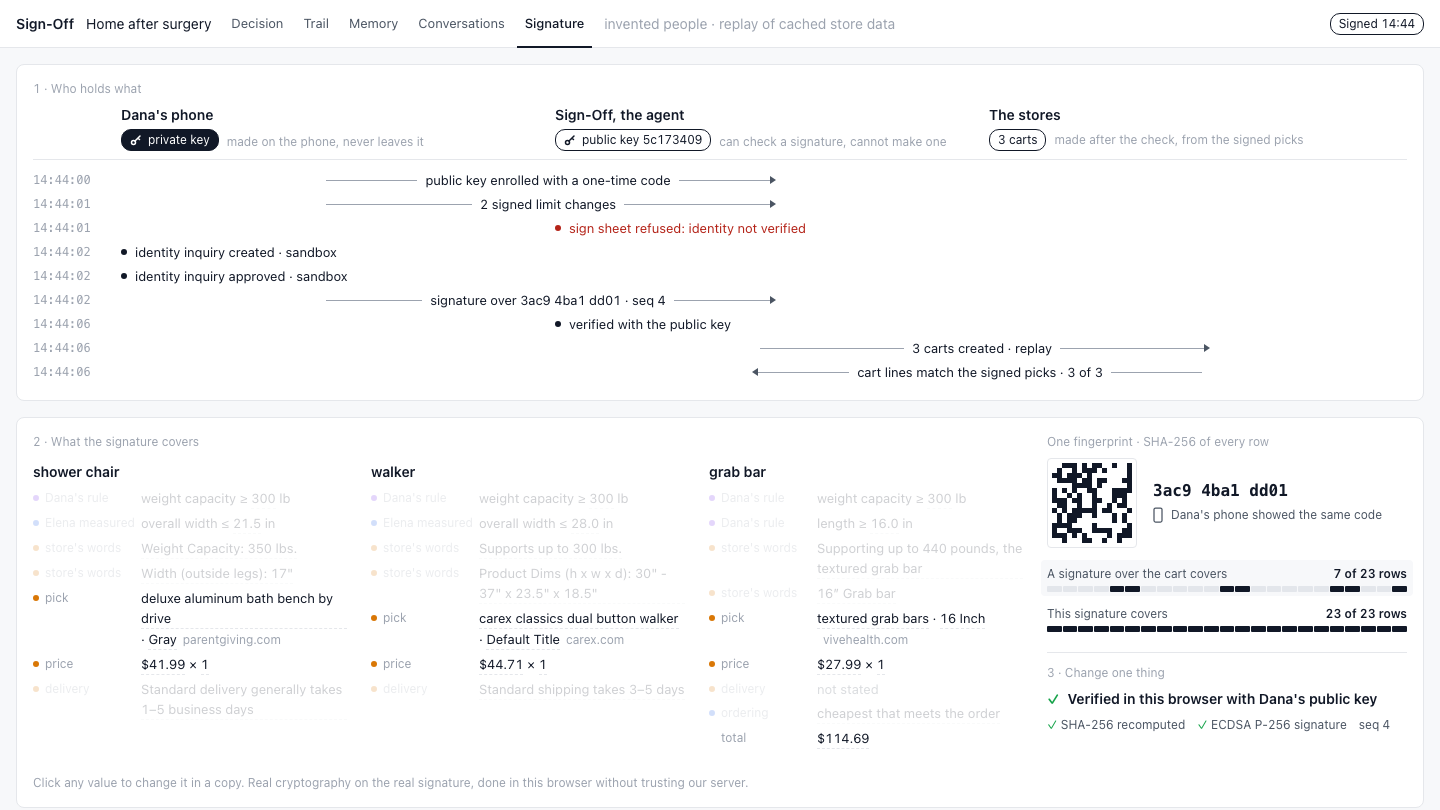 Sign-Off Home after surgery Decision Trail Memory Conversations Signature invented people · replay of cached store data Signed 14:44
1 · Who holds what
Dana's phone
private key made on the phone, never leaves it
Sign-Off, the agent
public key 5c173409 can check a signature, cannot make one
The stores
3 carts made after the check, from the signed picks
14:44:00 public key enrolled with a one-time code
14:44:01 2 signed limit changes
14:44:01 sign sheet refused: identity not verified
14:44:02 identity inquiry created · sandbox
14:44:02 identity inquiry approved · sandbox
14:44:02 signature over 3ac9 4ba1 dd01 · seq 4
14:44:06 verified with the public key
14:44:06 3 carts created · replay
14:44:06 cart lines match the signed picks · 3 of 3
2 · What the signature covers
shower chair
Dana's rule weight capacity ≥ 300 lb
Elena measured overall width ≤ 21.5 in
store's words Weight Capacity: 350 lbs.
store's words Width (outside legs): 17"
pick deluxe aluminum bath bench by
drive
· Gray parentgiving.com
price $41.99 × 1
delivery Standard delivery generally takes
1–5 business days
walker
Dana's rule weight capacity ≥ 300 lb
Elena measured overall width ≤ 28.0 in
store's words Supports up to 300 lbs.
store's words Product Dims (h x w x d): 30" -
37" x 23.5" x 18.5"
pick carex classics dual button walker
· Default Title carex.com
price $44.71 × 1
delivery Standard shipping takes 3–5 days
grab bar
Dana's rule weight capacity ≥ 300 lb
Dana's rule length ≥ 16.0 in
store's words Supporting up to 440 pounds, the
textured grab bar
store's words 16" Grab bar
pick textured grab bars · 16 Inch
vivehealth.com
price $27.99 × 1
delivery not stated
ordering cheapest that meets the order
total $114.69
One fingerprint · SHA-256 of every row
3ac9 4ba1 dd01
Dana's phone showed the same code
A signature over the cart covers 7 of 23 rows
This signature covers 23 of 23 rows
3 · Change one thing
Verified in this browser with Dana's public key
SHA-256 recomputed ECDSA P-256 signature seq 4
Click any value to change it in a copy. Real cryptography on the real signature, done in this browser without trusting our server.